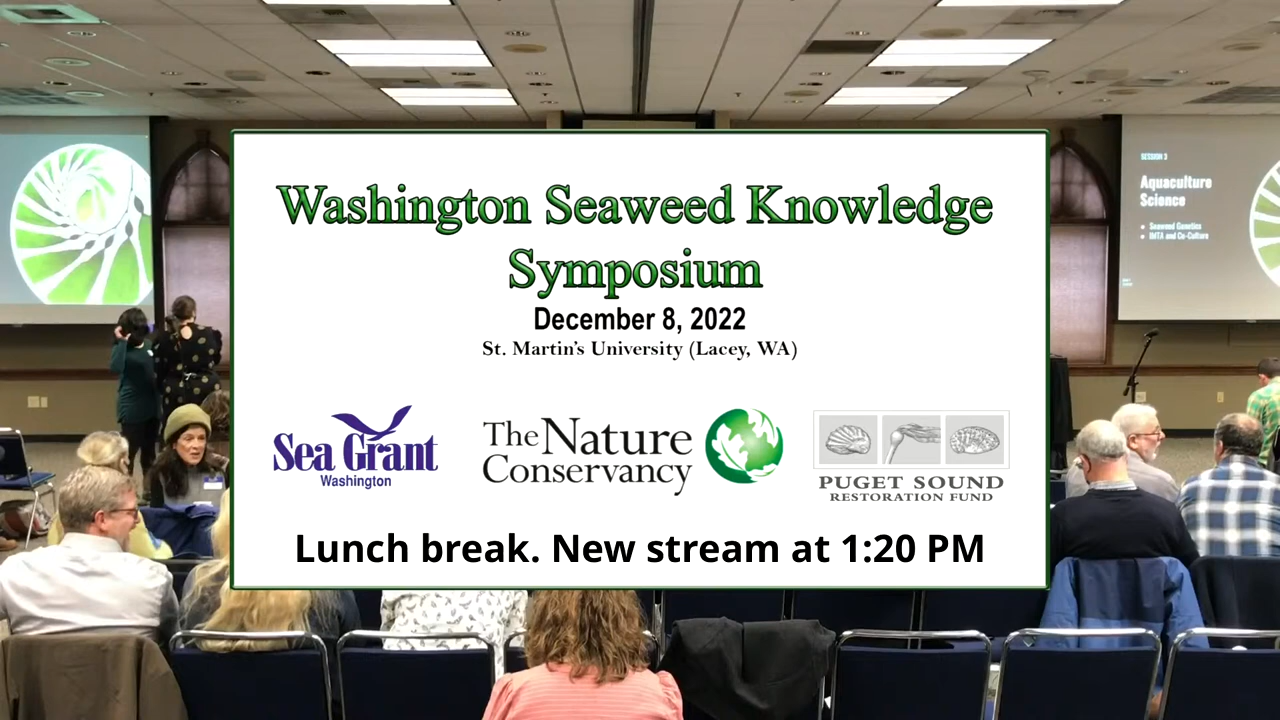 Washington Seaweed Knowledge
Symposium
December 8, 2022
St. Martin's University (Lacey, WA)
Sea Grant
Washington
The Nature
Conservancy
PUGET SOUND
RESTORATION FUND
Lunch break. New stream at 1:20 PM
SESSION 3
Aquaculture
Science
• Seaweed Genetics
• IMTA and Co-Culture